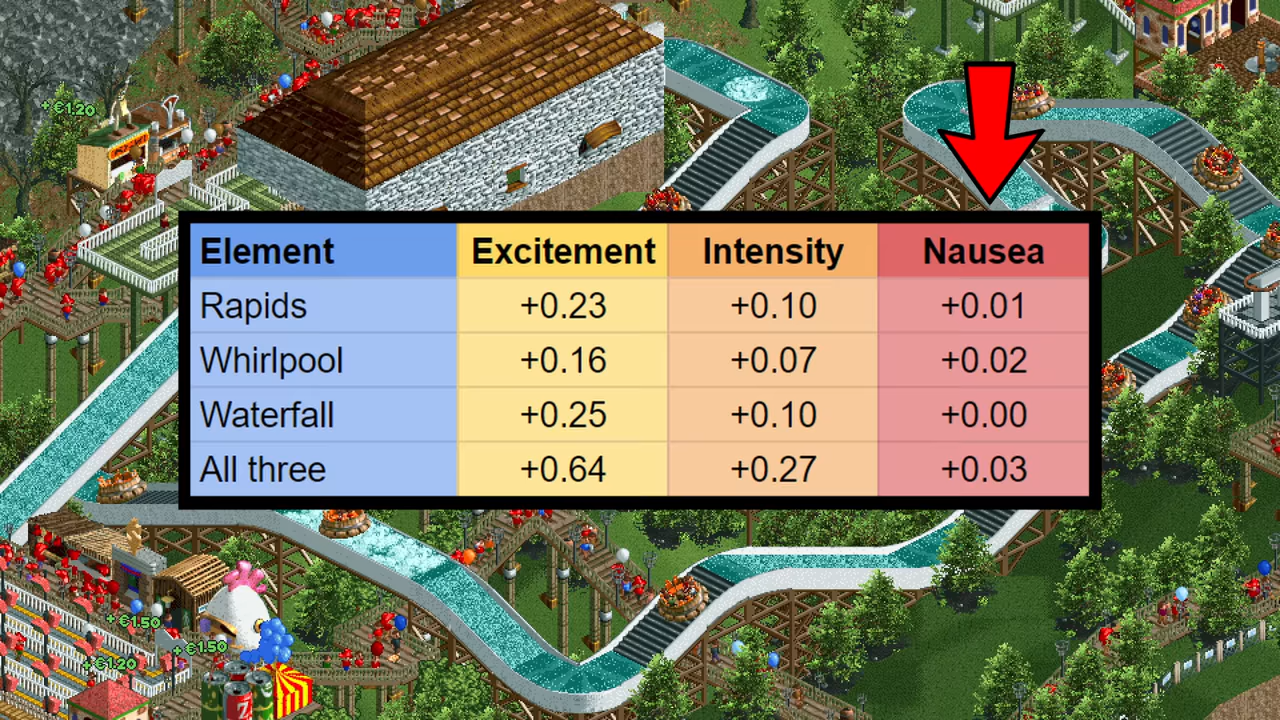 +€1.20
Element Excitement Intensity Nausea
Rapids +0.23 +0.10 +0.01
Whirlpool +0.16 +0.07 +0.02
Waterfall +0.25 +0.10 +0.00
All three +0.64 +0.27 +0.03
+€1.50
+€1.50
+€1.20